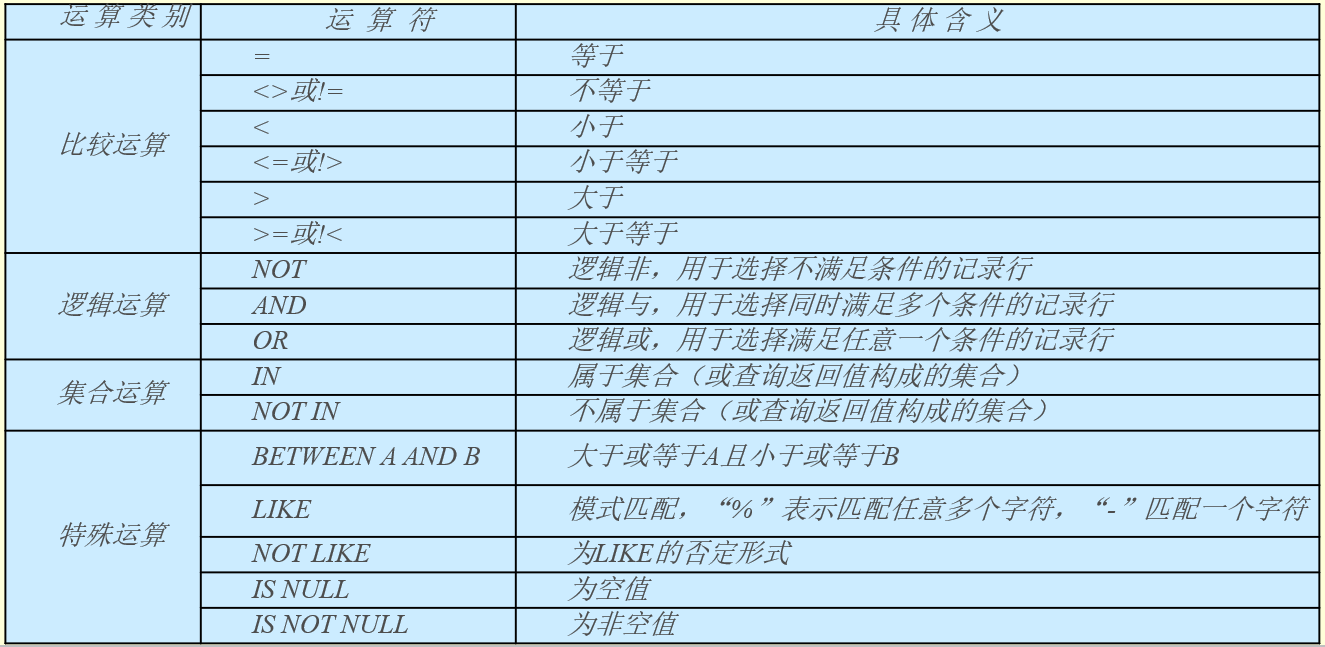 运算类别 运算符 具体含义
比较运算
= 等于
<>或!= 不等于
< 小于
<=或!> 小于等于
> 大于
>=或!< 大于等于
逻辑运算
NOT 逻辑非，用于选择不满足条件的记录行
AND 逻辑与，用于选择同时满足多个条件的记录行
OR 逻辑或，用于选择满足任意一个条件的记录行
集合运算
IN 属于集合（或查询返回值构成的集合）
NOT IN 不属于集合（或查询返回值构成的集合）
特殊运算
BETWEEN A AND B 大于或等于A且小于或等于B
LIKE 模式匹配，“%”表示匹配任意多个字符，“-”匹配一个字符
NOT LIKE 为LIKE的否定形式
IS NULL 为空值
IS NOT NULL 为非空值